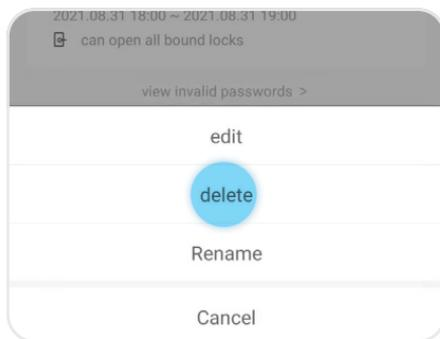 2021.08.31 18:00 ~ 2021.08.31 19:00
can open all bound locks
view invalid passwords >
edit
delete
Rename
Cancel